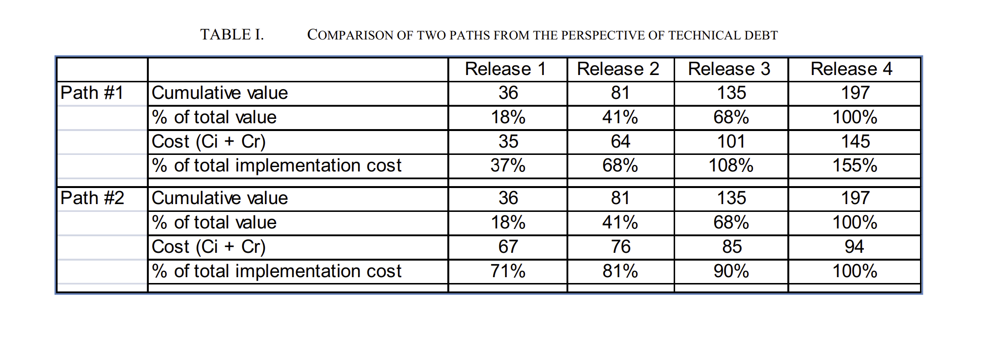 TABLE I. COMPARISON OF TWO PATHS FROM THE PERSPECTIVE OF TECHNICAL DEBT
Release 1 Release 2 Release 3 Release 4
Path #1 Cumulative value 36 81 135 197
% of total value 18% 41% 68% 100%
Cost (Ci + Cr) 35 64 101 145
% of total implementation cost 37% 68% 108% 155%
Path #2 Cumulative value 36 81 135 197
% of total value 18% 41% 68% 100%
Cost (Ci + Cr) 67 76 85 94
% of total implementation cost 71% 81% 90% 100%